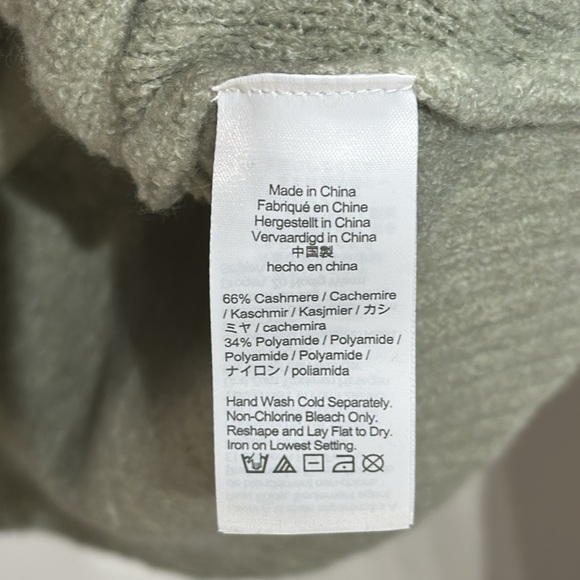 Made in China
Fabriqué en Chine
Hergestellt in China
Vervaardigd in China
中国製
hecho en china
66% Cashmere / Cachemire
/ Kaschmir / Kasjmier / カシ
ミヤ / cachemira
34% Polyamide / Polyamide /
Polyamide / Polyamide /
ナイロン / poliamida
Hand Wash Cold Separately.
Non-Chlorine Bleach Only.
Reshape and Lay Flat to Dry.
Iron on Lowest Setting.